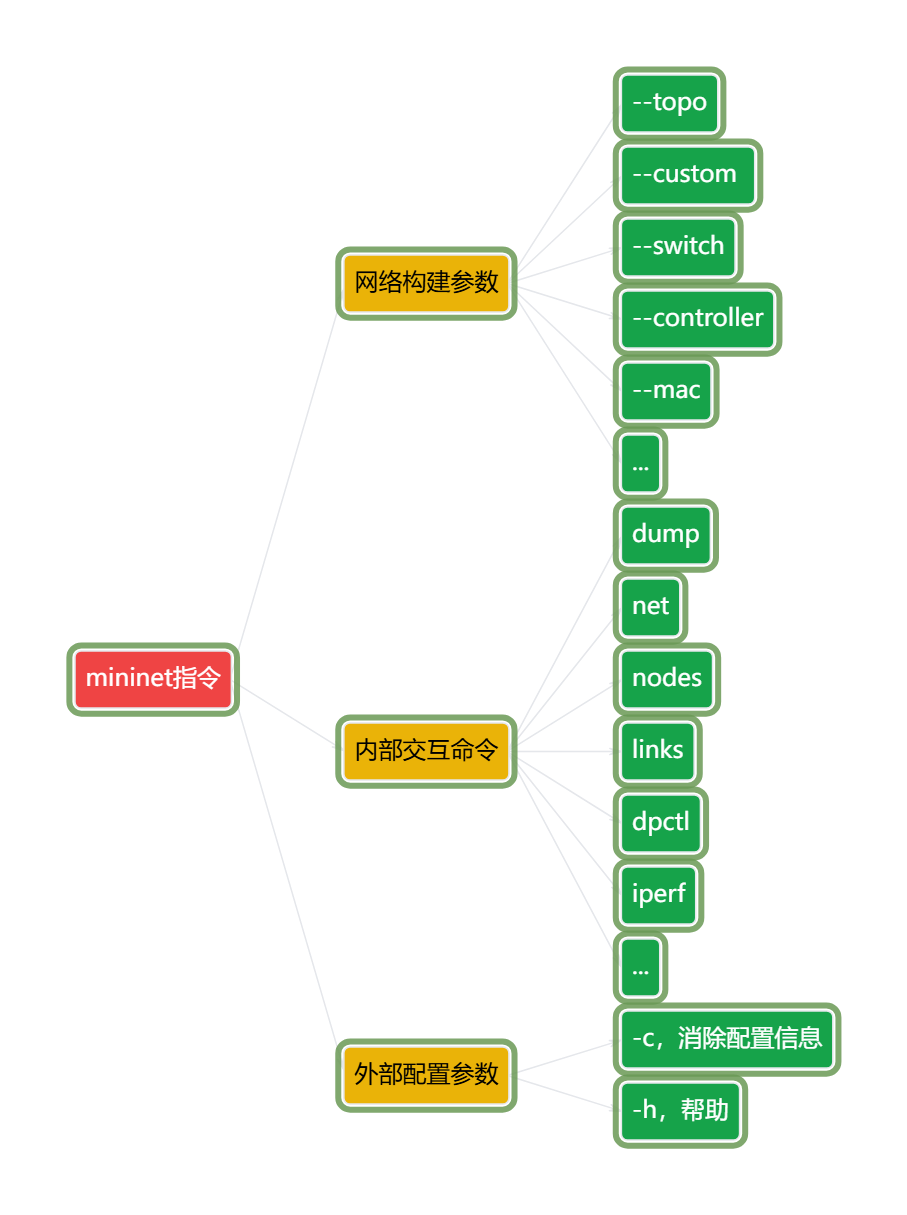 mininet指令
网络构建参数
--topo
--custom
--switch
--controller
--mac
...
内部交互命令
dump
net
nodes
links
dpctl
iperf
...
外部配置参数
-c，消除配置信息
-h，帮助